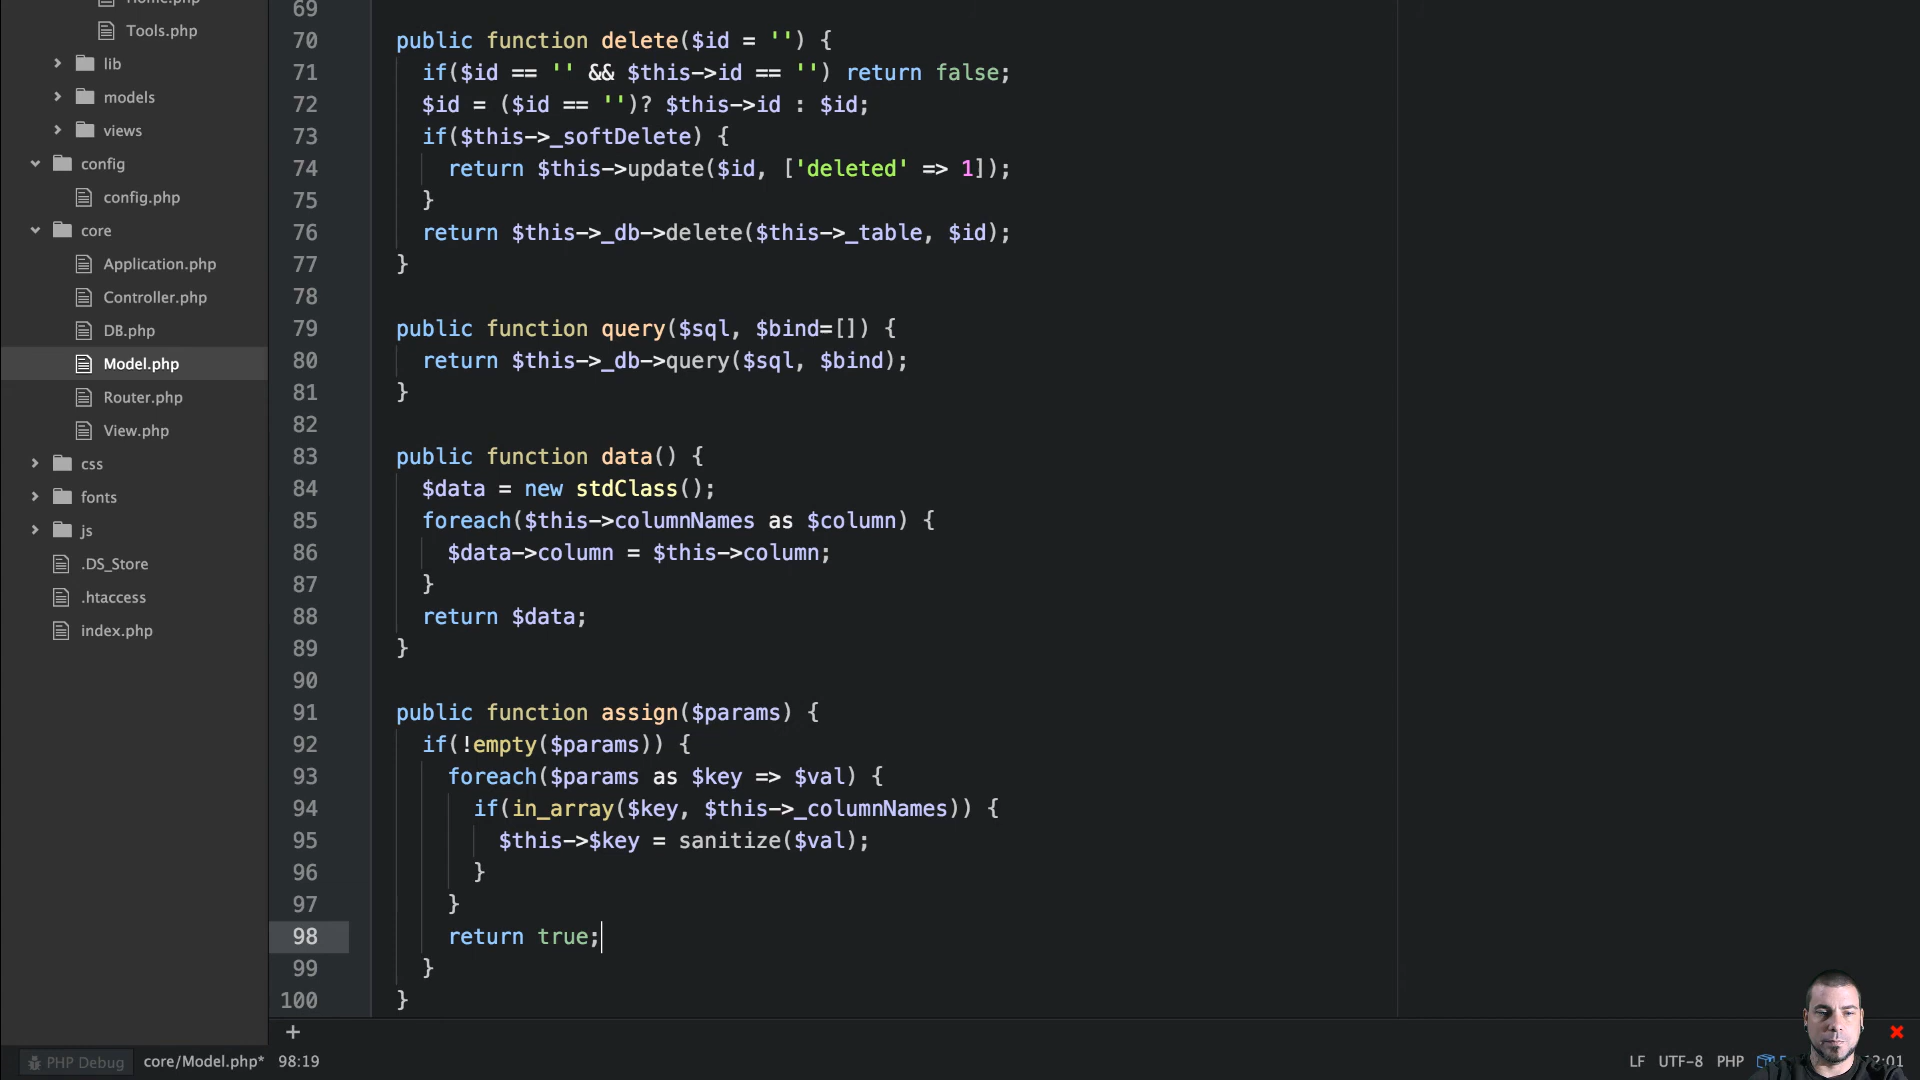 Home.php
Tools.php
lib
models
views
config
config.php
core
Application.php
Controller.php
DB.php
Model.php
Router.php
View.php
css
fonts
js
.DS_Store
.htaccess
index.php
69
70 public function delete($id = '') {
71 if($id == '' && $this->id == '') return false;
72 $id = ($id == '')? $this->id : $id;
73 if($this->_softDelete) {
74 return $this->update($id, ['deleted' => 1]);
75 }
76 return $this->_db->delete($this->_table, $id);
77 }
78
79 public function query($sql, $bind=[]) {
80 return $this->_db->query($sql, $bind);
81 }
82
83 public function data() {
84 $data = new stdClass();
85 foreach($this->columnNames as $column) {
86 $data->column = $this->column;
87 }
88 return $data;
89 }
90
91 public function assign($params) {
92 if(!empty($params)) {
93 foreach($params as $key => $val) {
94 if(in_array($key, $this->_columnNames)) {
95 $this->$key = sanitize($val);
96 }
97 }
98 return true;
99 }
100 }
+
PHP Debug core/Model.php* 98:19 LF UTF-8 PHP